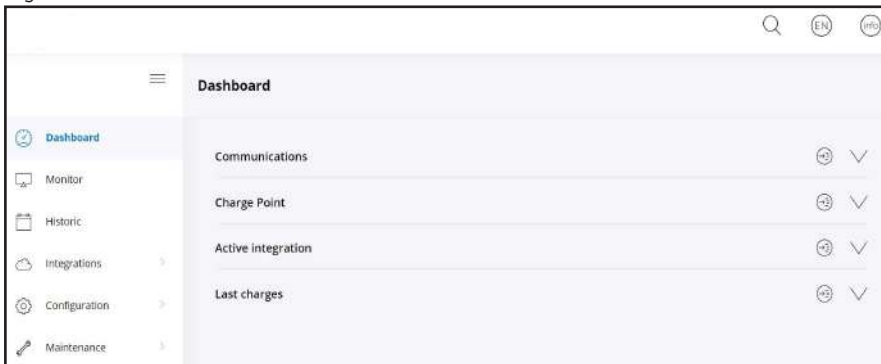 EN
info
Dashboard
Dashboard
Communications
Monitor
Charge Point
Historic
Active integration
Integrations
Last charges
Configuration
Maintenance